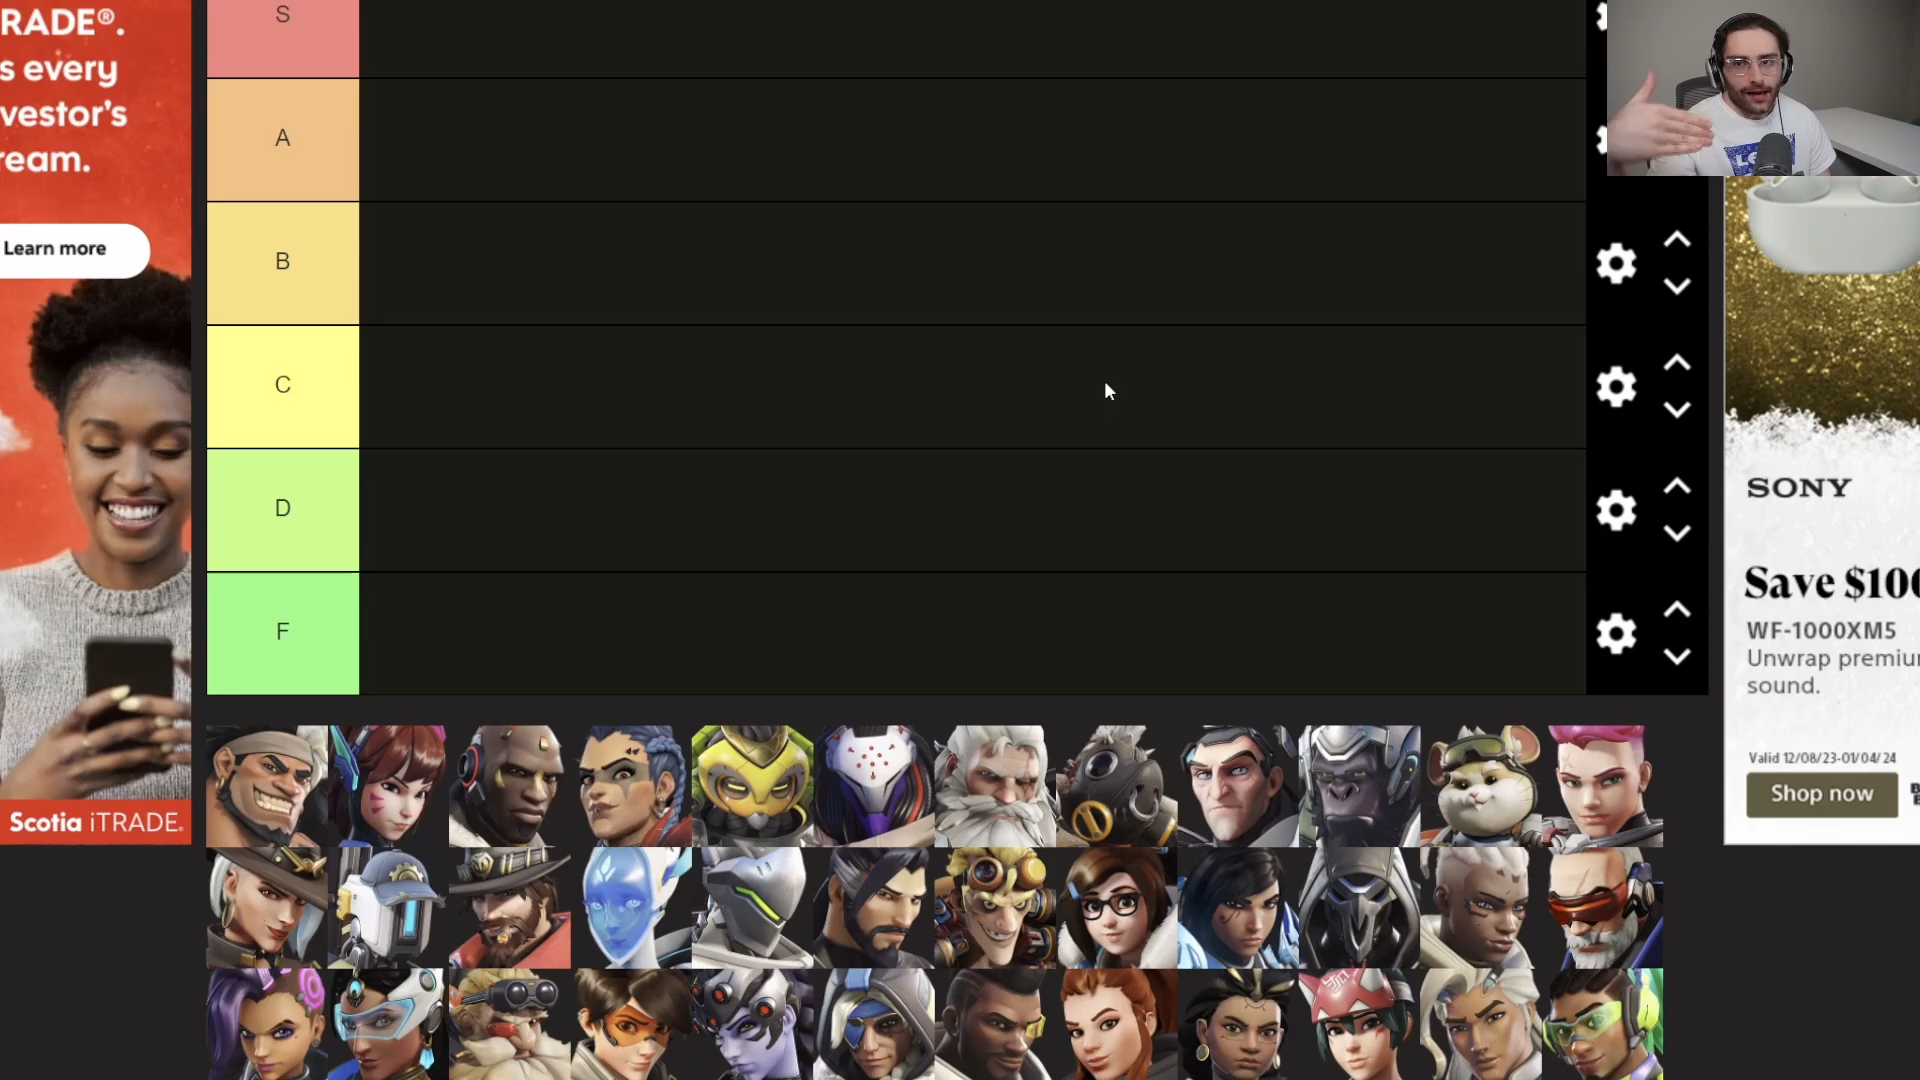 RADE®.
s every
vestor's
ream.
Learn more
Scotia iTRADE®
S
A
B
C
D
F
SONY
Save $100
WF-1000XM5
Unwrap premiu
sound.
Valid 12/08/23-01/04/24
Shop now